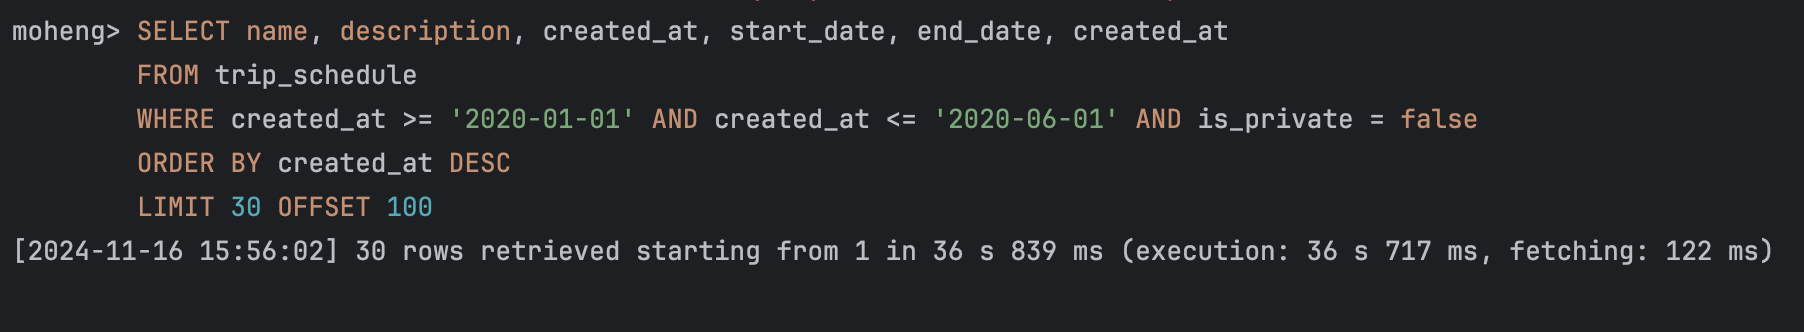 moheng> SELECT name, description, created_at, start_date, end_date, created_at
FROM trip_schedule
WHERE created_at >= '2020-01-01' AND created_at <= '2020-06-01' AND is_private = false
ORDER BY created_at DESC
LIMIT 30 OFFSET 100
[2024-11-16 15:56:02] 30 rows retrieved starting from 1 in 36 s 839 ms (execution: 36 s 717 ms, fetching: 122 ms)